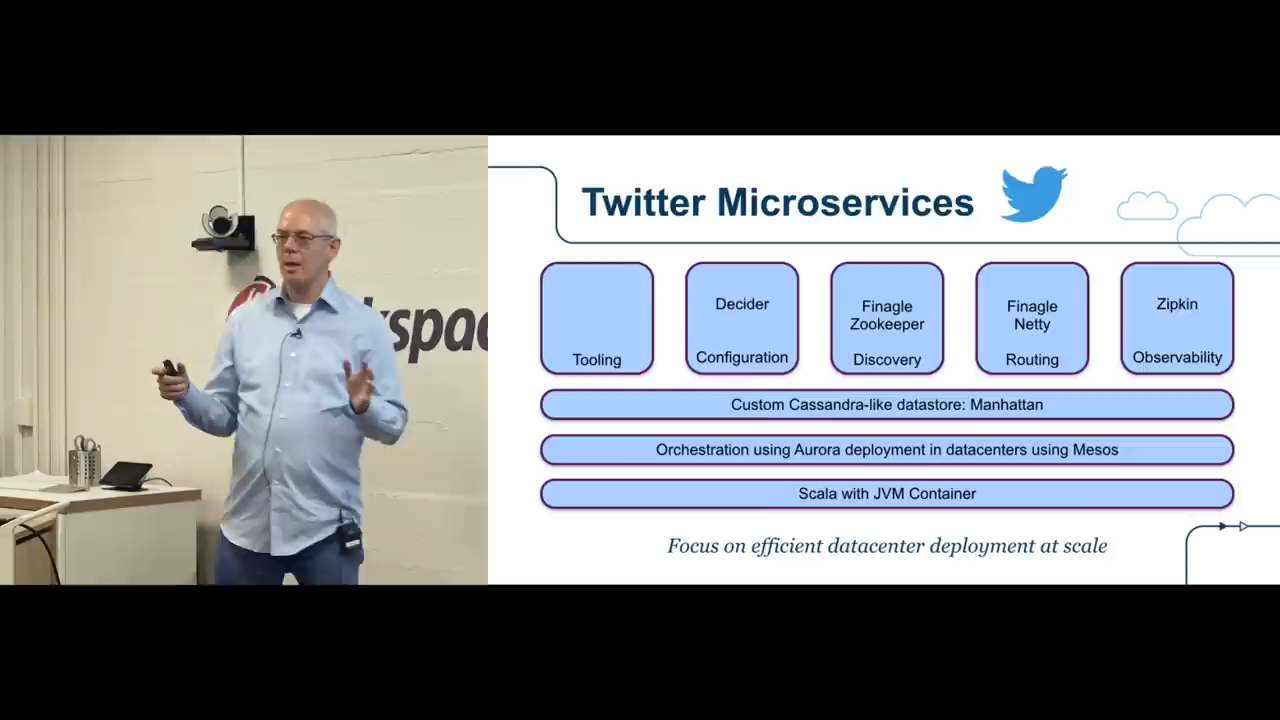 Twitter Microservices
Tooling
Decider
Configuration
Finagle
Zookeeper
Discovery
Finagle
Netty
Routing
Zipkin
Observability
Custom Cassandra-like datastore: Manhattan
Orchestration using Aurora deployment in datacenters using Mesos
Scala with JVM Container
Focus on efficient datacenter deployment at scale